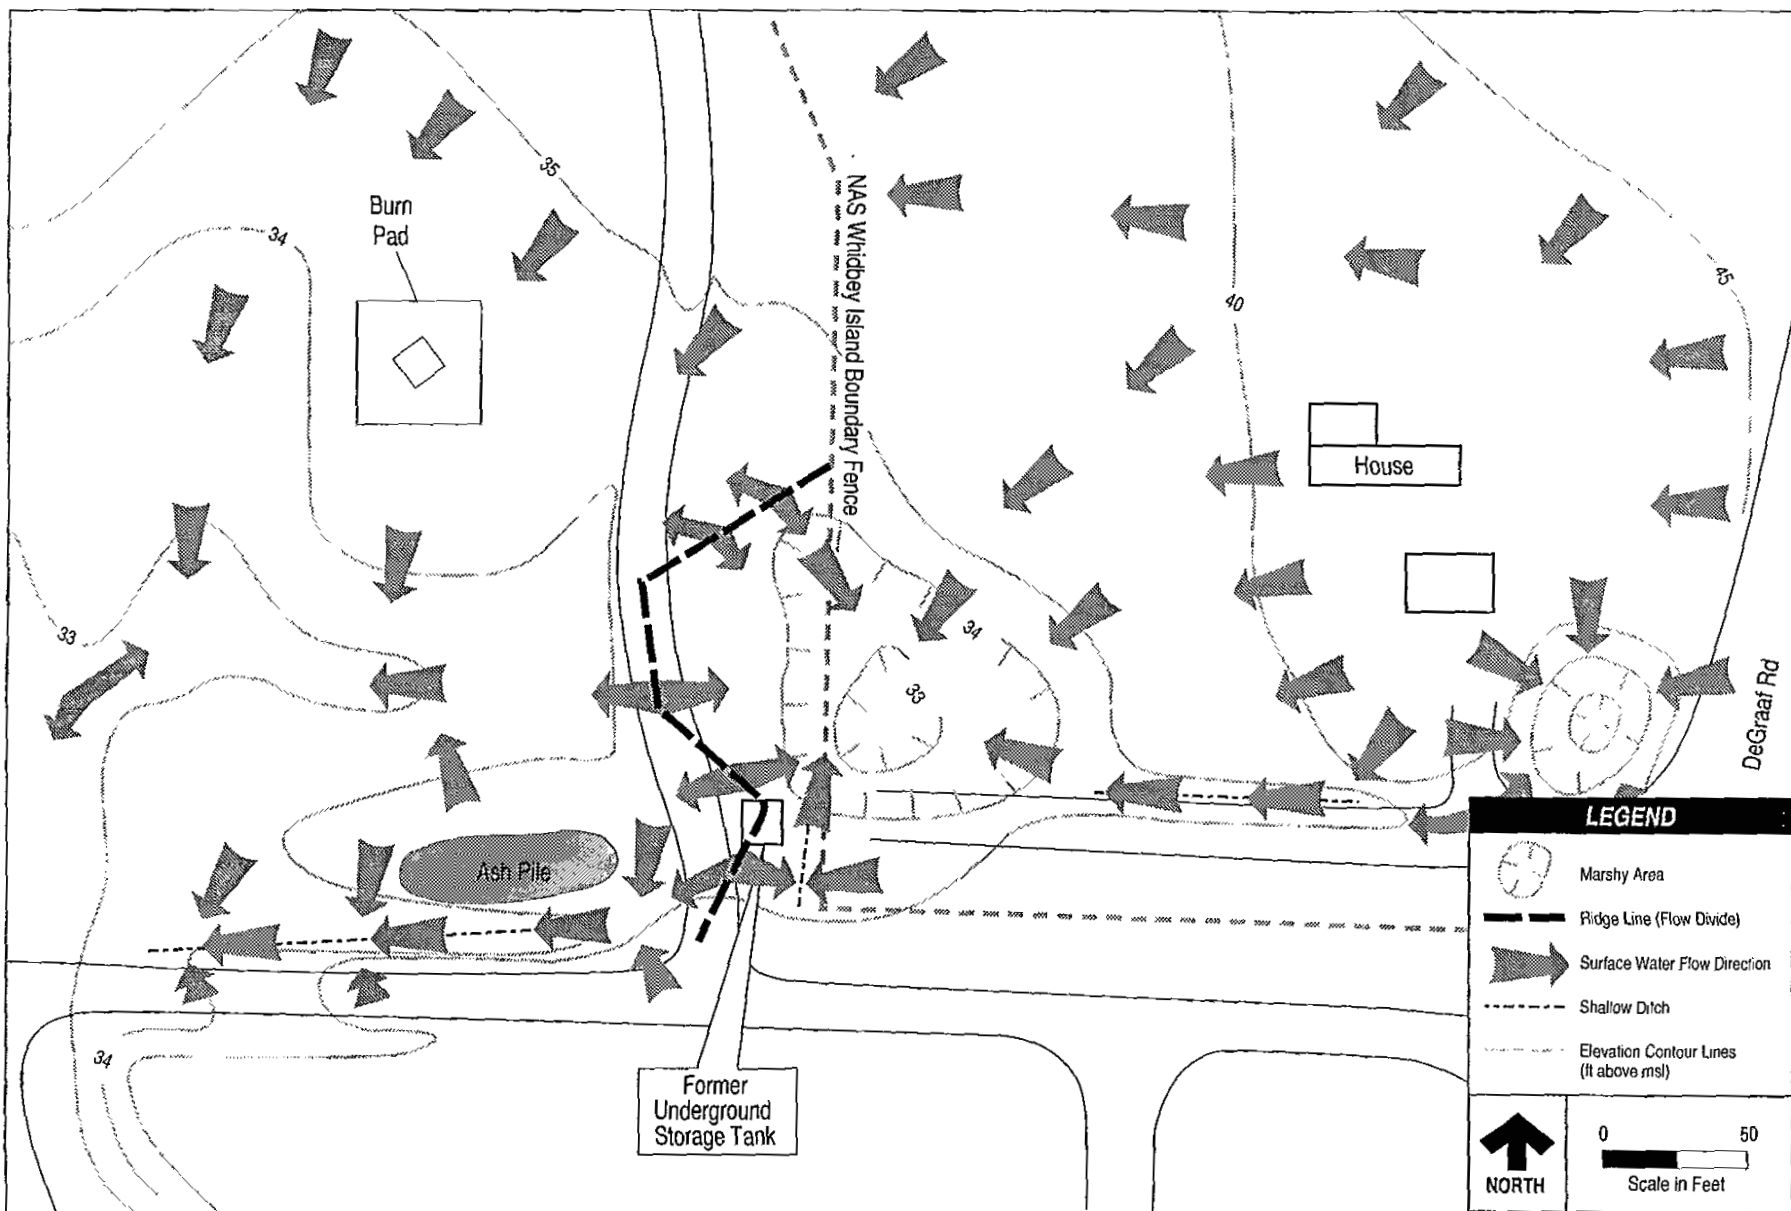 35
Burn
Pad
34
NAS Whidbey Island Boundary Fence
40
45
House
33
34
33
DeGraaf Rd
Ash Pile
34
Former
Underground
Storage Tank
LEGEND
Marshy Area
Ridge Line (Flow Divide)
Surface Water Flow Direction
Shallow Ditch
Elevation Contour Lines
(ft above msl)
NORTH
0 50
Scale in Feet